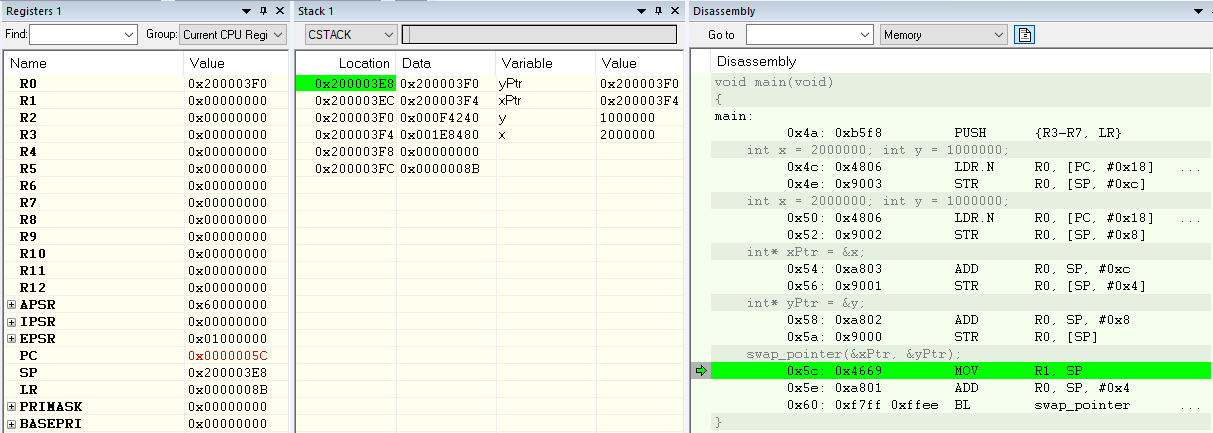 Registers 1
Find: Group: Current CPU Regi
Name Value
R0 0x200003F0
R1 0x00000000
R2 0x00000000
R3 0x00000000
R4 0x00000000
R5 0x00000000
R6 0x00000000
R7 0x00000000
R8 0x00000000
R9 0x00000000
R10 0x00000000
R11 0x00000000
R12 0x00000000
APSR 0x60000000
IPSR 0x00000000
EPSR 0x01000000
PC 0x0000005C
SP 0x200003E8
LR 0x0000008B
PRIMASK 0x00000000
BASEPRI 0x00000000
Stack 1
CSTACK
Location Data Variable Value
0x200003E8 0x200003F0 yPtr 0x200003F0
0x200003EC 0x200003F4 xPtr 0x200003F4
0x200003F0 0x000F4240 y 1000000
0x200003F4 0x001E8480 x 2000000
0x200003F8 0x00000000
0x200003FC 0x0000008B
Disassembly
Go to Memory
Disassembly
void main(void)
{
main:
0x4a: 0xb5f8 PUSH {R3-R7, LR}
int x = 2000000; int y = 1000000;
0x4c: 0x4806 LDR.N R0, [PC, #0x18] ...
0x4e: 0x9003 STR R0, [SP, #0xc]
int x = 2000000; int y = 1000000;
0x50: 0x4806 LDR.N R0, [PC, #0x18] ...
0x52: 0x9002 STR R0, [SP, #0x8]
int* xPtr = &x;
0x54: 0xa803 ADD R0, SP, #0xc
0x56: 0x9001 STR R0, [SP, #0x4]
int* yPtr = &y;
0x58: 0xa802 ADD R0, SP, #0x8
0x5a: 0x9000 STR R0, [SP]
swap_pointer(&xPtr, &yPtr);
0x5c: 0x4669 MOV R1, SP
0x5e: 0xa801 ADD R0, SP, #0x4
0x60: 0xf7ff 0xffee BL swap_pointer ...
}